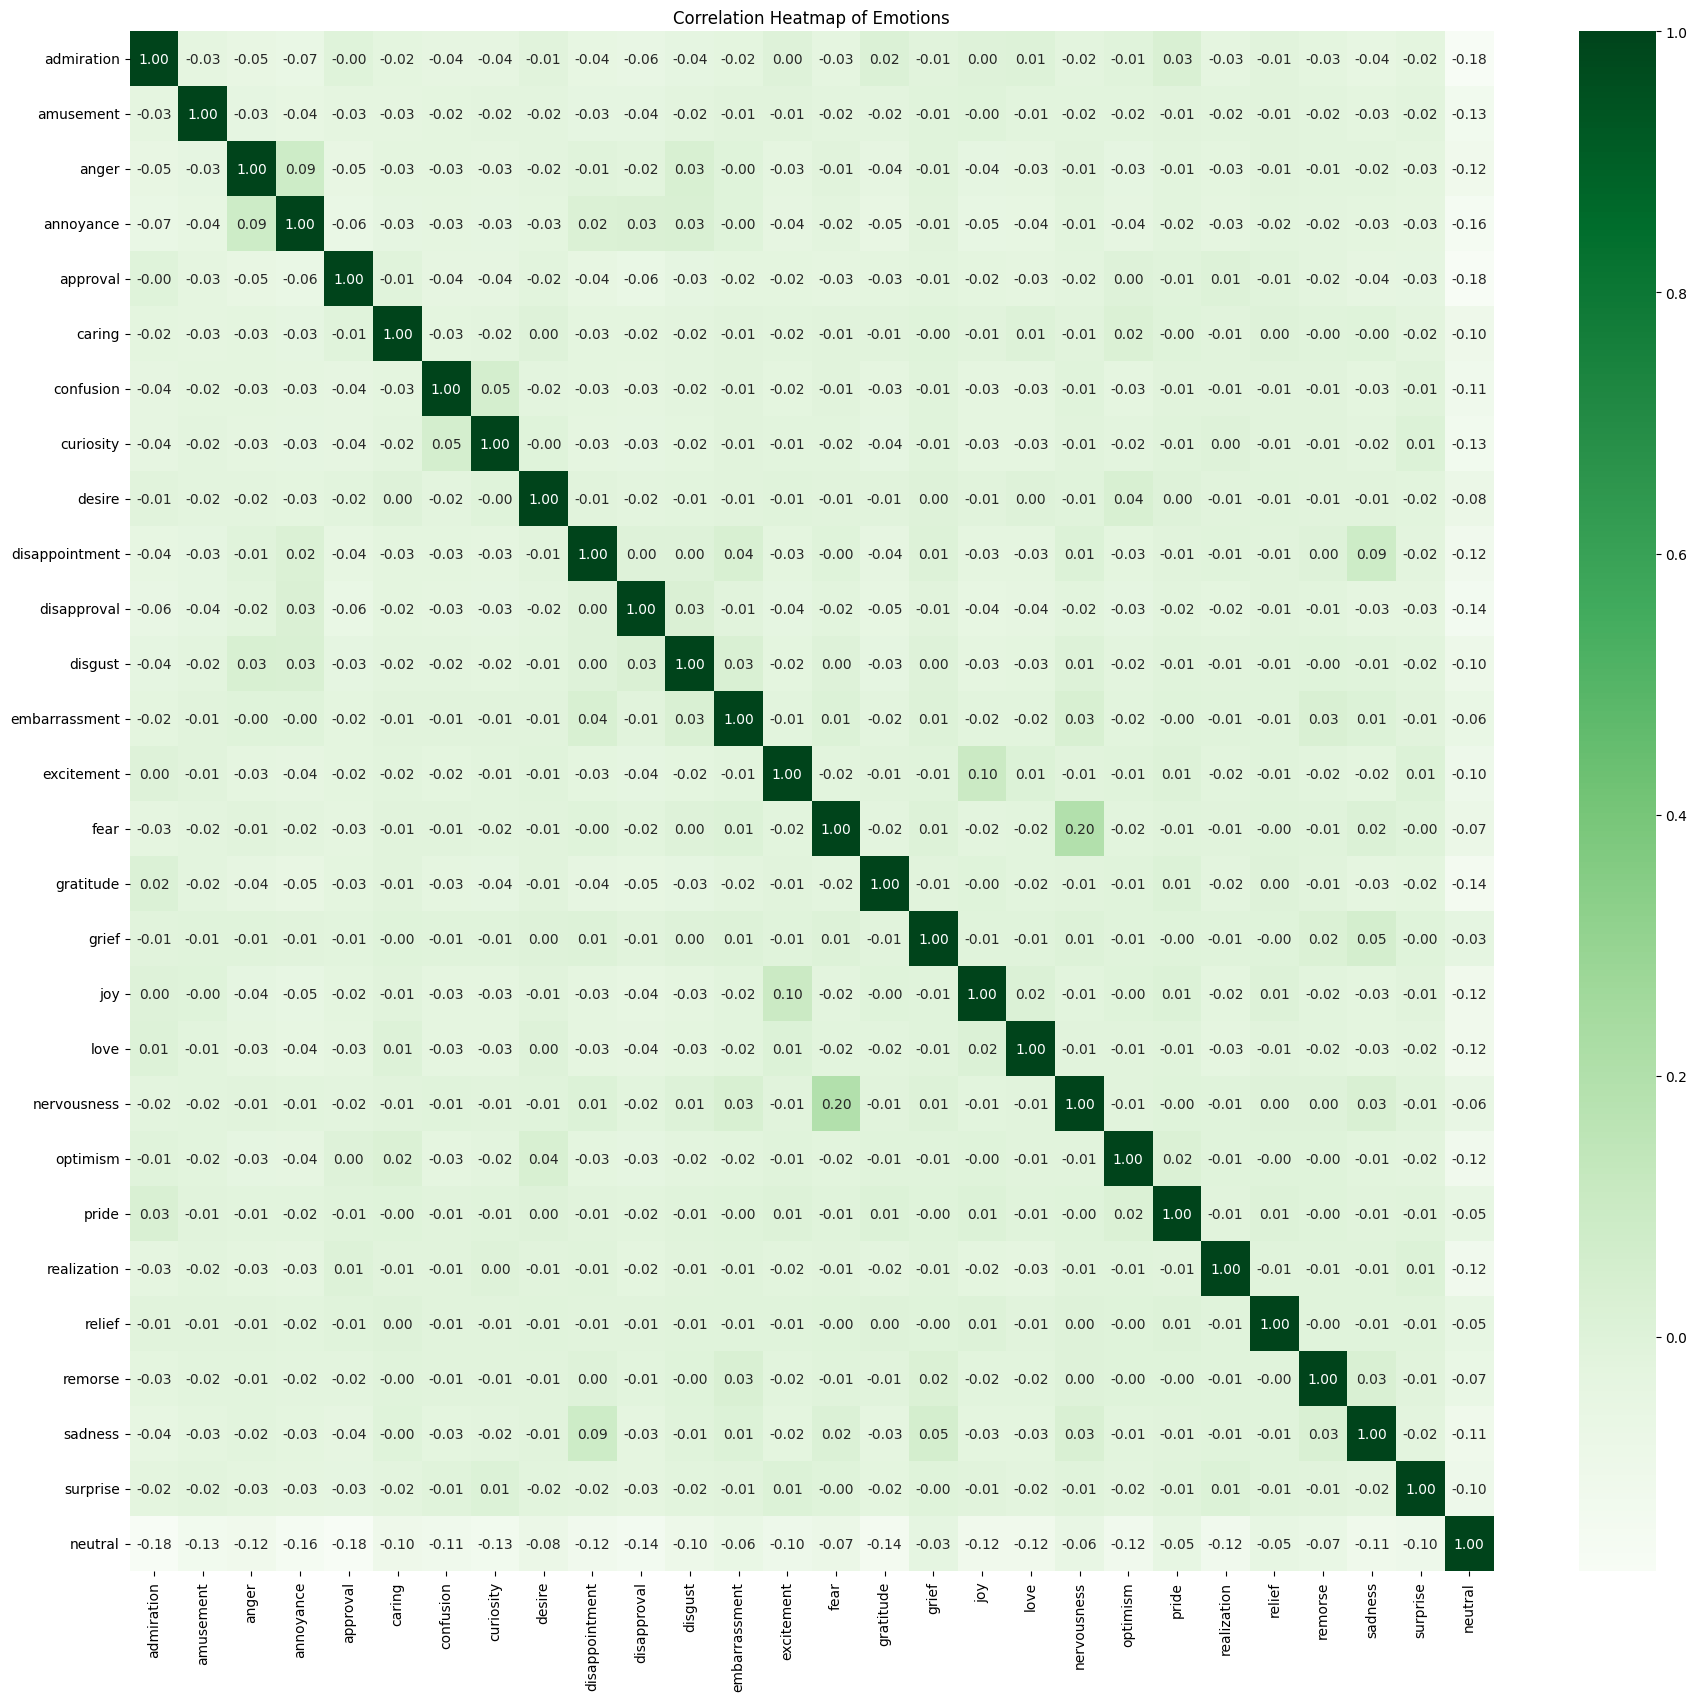 Correlation Heatmap of Emotions
admiration 1.00 -0.03 -0.05 -0.07 -0.00 -0.02 -0.04 -0.04 -0.01 -0.04 -0.06 -0.04 -0.02 0.00 -0.03 0.02 -0.01 0.00 0.01 -0.02 -0.01 0.03 -0.03 -0.01 -0.03 -0.04 -0.02 -0.18
amusement -0.03 1.00 -0.03 -0.04 -0.03 -0.03 -0.02 -0.02 -0.02 -0.03 -0.04 -0.02 -0.01 -0.01 -0.02 -0.02 -0.01 -0.00 -0.01 -0.02 -0.02 -0.01 -0.02 -0.01 -0.02 -0.03 -0.02 -0.13
anger -0.05 -0.03 1.00 0.09 -0.05 -0.03 -0.03 -0.03 -0.02 -0.01 -0.02 0.03 -0.00 -0.03 -0.01 -0.04 -0.01 -0.04 -0.03 -0.01 -0.03 -0.01 -0.03 -0.01 -0.01 -0.02 -0.03 -0.12
annoyance -0.07 -0.04 0.09 1.00 -0.06 -0.03 -0.03 -0.03 -0.03 0.02 0.03 0.03 -0.00 -0.04 -0.02 -0.05 -0.01 -0.05 -0.04 -0.01 -0.04 -0.02 -0.03 -0.02 -0.02 -0.03 -0.03 -0.16
approval -0.00 -0.03 -0.05 -0.06 1.00 -0.01 -0.04 -0.04 -0.02 -0.04 -0.06 -0.03 -0.02 -0.02 -0.03 -0.03 -0.01 -0.02 -0.03 -0.02 0.00 -0.01 0.01 -0.01 -0.02 -0.04 -0.03 -0.18
caring -0.02 -0.03 -0.03 -0.03 -0.01 1.00 -0.03 -0.02 0.00 -0.03 -0.02 -0.02 -0.01 -0.02 -0.01 -0.01 -0.00 -0.01 0.01 -0.01 0.02 -0.00 -0.01 0.00 -0.00 -0.00 -0.02 -0.10
confusion -0.04 -0.02 -0.03 -0.03 -0.04 -0.03 1.00 0.05 -0.02 -0.03 -0.03 -0.02 -0.01 -0.02 -0.01 -0.03 -0.01 -0.03 -0.03 -0.01 -0.03 -0.01 -0.01 -0.01 -0.01 -0.03 -0.01 -0.11
curiosity -0.04 -0.02 -0.03 -0.03 -0.04 -0.02 0.05 1.00 -0.00 -0.03 -0.03 -0.02 -0.01 -0.01 -0.02 -0.04 -0.01 -0.03 -0.03 -0.01 -0.02 -0.01 0.00 -0.01 -0.01 -0.02 0.01 -0.13
desire -0.01 -0.02 -0.02 -0.03 -0.02 0.00 -0.02 -0.00 1.00 -0.01 -0.02 -0.01 -0.01 -0.01 -0.01 -0.01 0.00 -0.01 0.00 -0.01 0.04 0.00 -0.01 -0.01 -0.01 -0.01 -0.02 -0.08
disappointment -0.04 -0.03 -0.01 0.02 -0.04 -0.03 -0.03 -0.03 -0.01 1.00 0.00 0.00 0.04 -0.03 -0.00 -0.04 0.01 -0.03 -0.03 0.01 -0.03 -0.01 -0.01 -0.01 0.00 0.09 -0.02 -0.12
disapproval -0.06 -0.04 -0.02 0.03 -0.06 -0.02 -0.03 -0.03 -0.02 0.00 1.00 0.03 -0.01 -0.04 -0.02 -0.05 -0.01 -0.04 -0.04 -0.02 -0.03 -0.02 -0.02 -0.01 -0.01 -0.03 -0.03 -0.14
disgust -0.04 -0.02 0.03 0.03 -0.03 -0.02 -0.02 -0.02 -0.01 0.00 0.03 1.00 0.03 -0.02 0.00 -0.03 0.00 -0.03 -0.03 0.01 -0.02 -0.01 -0.01 -0.01 -0.00 -0.01 -0.02 -0.10
embarrassment -0.02 -0.01 -0.00 -0.00 -0.02 -0.01 -0.01 -0.01 -0.01 0.04 -0.01 0.03 1.00 -0.01 0.01 -0.02 0.01 -0.02 -0.02 0.03 -0.02 -0.00 -0.01 -0.01 0.03 0.01 -0.01 -0.06
excitement 0.00 -0.01 -0.03 -0.04 -0.02 -0.02 -0.02 -0.01 -0.01 -0.03 -0.04 -0.02 -0.01 1.00 -0.02 -0.01 -0.01 0.10 0.01 -0.01 -0.01 0.01 -0.02 -0.01 -0.02 -0.02 0.01 -0.10
fear -0.03 -0.02 -0.01 -0.02 -0.03 -0.01 -0.01 -0.02 -0.01 -0.00 -0.02 0.00 0.01 -0.02 1.00 -0.02 0.01 -0.02 -0.02 0.20 -0.02 -0.01 -0.01 -0.00 -0.01 0.02 -0.00 -0.07
gratitude 0.02 -0.02 -0.04 -0.05 -0.03 -0.01 -0.03 -0.04 -0.01 -0.04 -0.05 -0.03 -0.02 -0.01 -0.02 1.00 -0.01 -0.00 -0.02 -0.01 -0.01 0.01 -0.02 0.00 -0.01 -0.03 -0.02 -0.14
grief -0.01 -0.01 -0.01 -0.01 -0.01 -0.00 -0.01 -0.01 0.00 0.01 -0.01 0.00 0.01 -0.01 0.01 -0.01 1.00 -0.01 -0.01 0.01 -0.01 -0.00 -0.01 -0.00 0.02 0.05 -0.00 -0.03
joy 0.00 -0.00 -0.04 -0.05 -0.02 -0.01 -0.03 -0.03 -0.01 -0.03 -0.04 -0.03 -0.02 0.10 -0.02 -0.00 -0.01 1.00 0.02 -0.01 -0.00 0.01 -0.02 0.01 -0.02 -0.03 -0.01 -0.12
love 0.01 -0.01 -0.03 -0.04 -0.03 0.01 -0.03 -0.03 0.00 -0.03 -0.04 -0.03 -0.02 0.01 -0.02 -0.02 -0.01 0.02 1.00 -0.01 -0.01 -0.01 -0.03 -0.01 -0.02 -0.03 -0.02 -0.12
nervousness -0.02 -0.02 -0.01 -0.01 -0.02 -0.01 -0.01 -0.01 -0.01 0.01 -0.02 0.01 0.03 -0.01 0.20 -0.01 0.01 -0.01 -0.01 1.00 -0.01 -0.00 -0.01 0.00 0.00 0.03 -0.01 -0.06
optimism -0.01 -0.02 -0.03 -0.04 0.00 0.02 -0.03 -0.02 0.04 -0.03 -0.03 -0.02 -0.02 -0.01 -0.02 -0.01 -0.01 -0.00 -0.01 -0.01 1.00 0.02 -0.01 -0.00 -0.00 -0.01 -0.02 -0.12
pride 0.03 -0.01 -0.01 -0.02 -0.01 -0.00 -0.01 -0.01 0.00 -0.01 -0.02 -0.01 -0.00 0.01 -0.01 0.01 -0.00 0.01 -0.01 -0.00 0.02 1.00 -0.01 0.01 -0.00 -0.01 -0.01 -0.05
realization -0.03 -0.02 -0.03 -0.03 0.01 -0.01 -0.01 0.00 -0.01 -0.01 -0.02 -0.01 -0.01 -0.02 -0.01 -0.02 -0.01 -0.02 -0.03 -0.01 -0.01 -0.01 1.00 -0.01 -0.01 -0.01 0.01 -0.12
relief -0.01 -0.01 -0.01 -0.02 -0.01 0.00 -0.01 -0.01 -0.01 -0.01 -0.01 -0.01 -0.01 -0.01 -0.00 0.00 -0.00 0.01 -0.01 0.00 -0.00 0.01 -0.01 1.00 -0.00 -0.01 -0.01 -0.05
remorse -0.03 -0.02 -0.01 -0.02 -0.02 -0.00 -0.01 -0.01 -0.01 0.00 -0.01 -0.00 0.03 -0.02 -0.01 -0.01 0.02 -0.02 -0.02 0.00 -0.00 -0.00 -0.01 -0.00 1.00 0.03 -0.01 -0.07
sadness -0.04 -0.03 -0.02 -0.03 -0.04 -0.00 -0.03 -0.02 -0.01 0.09 -0.03 -0.01 0.01 -0.02 0.02 -0.03 0.05 -0.03 -0.03 0.03 -0.01 -0.01 -0.01 -0.01 0.03 1.00 -0.02 -0.11
surprise -0.02 -0.02 -0.03 -0.03 -0.03 -0.02 -0.01 0.01 -0.02 -0.02 -0.03 -0.02 -0.01 0.01 -0.00 -0.02 -0.00 -0.01 -0.02 -0.01 -0.02 -0.01 0.01 -0.01 -0.01 -0.02 1.00 -0.10
neutral -0.18 -0.13 -0.12 -0.16 -0.18 -0.10 -0.11 -0.13 -0.08 -0.12 -0.14 -0.10 -0.06 -0.10 -0.07 -0.14 -0.03 -0.12 -0.12 -0.06 -0.12 -0.05 -0.12 -0.05 -0.07 -0.11 -0.10 1.00
admiration amusement anger annoyance approval caring confusion curiosity desire disappointment disapproval disgust embarrassment excitement fear gratitude grief joy love nervousness optimism pride realization relief remorse sadness surprise neutral
1.0
0.8
0.6
0.4
0.2
0.0